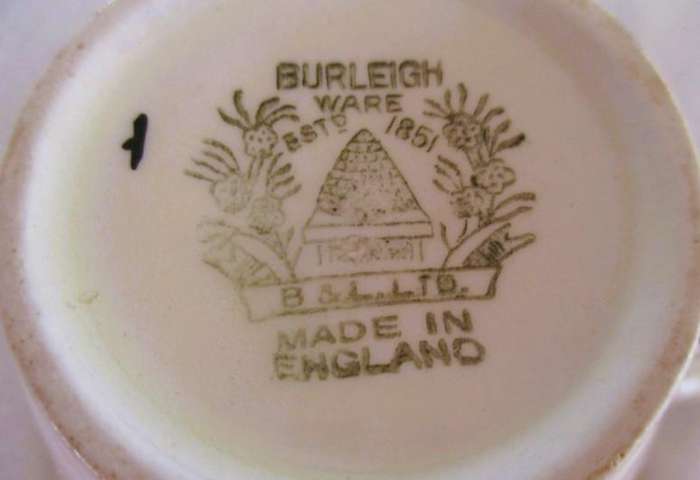 BURLEIGH
WARE
ESTD 1851
B & L. LTD.
MADE IN
ENGLAND